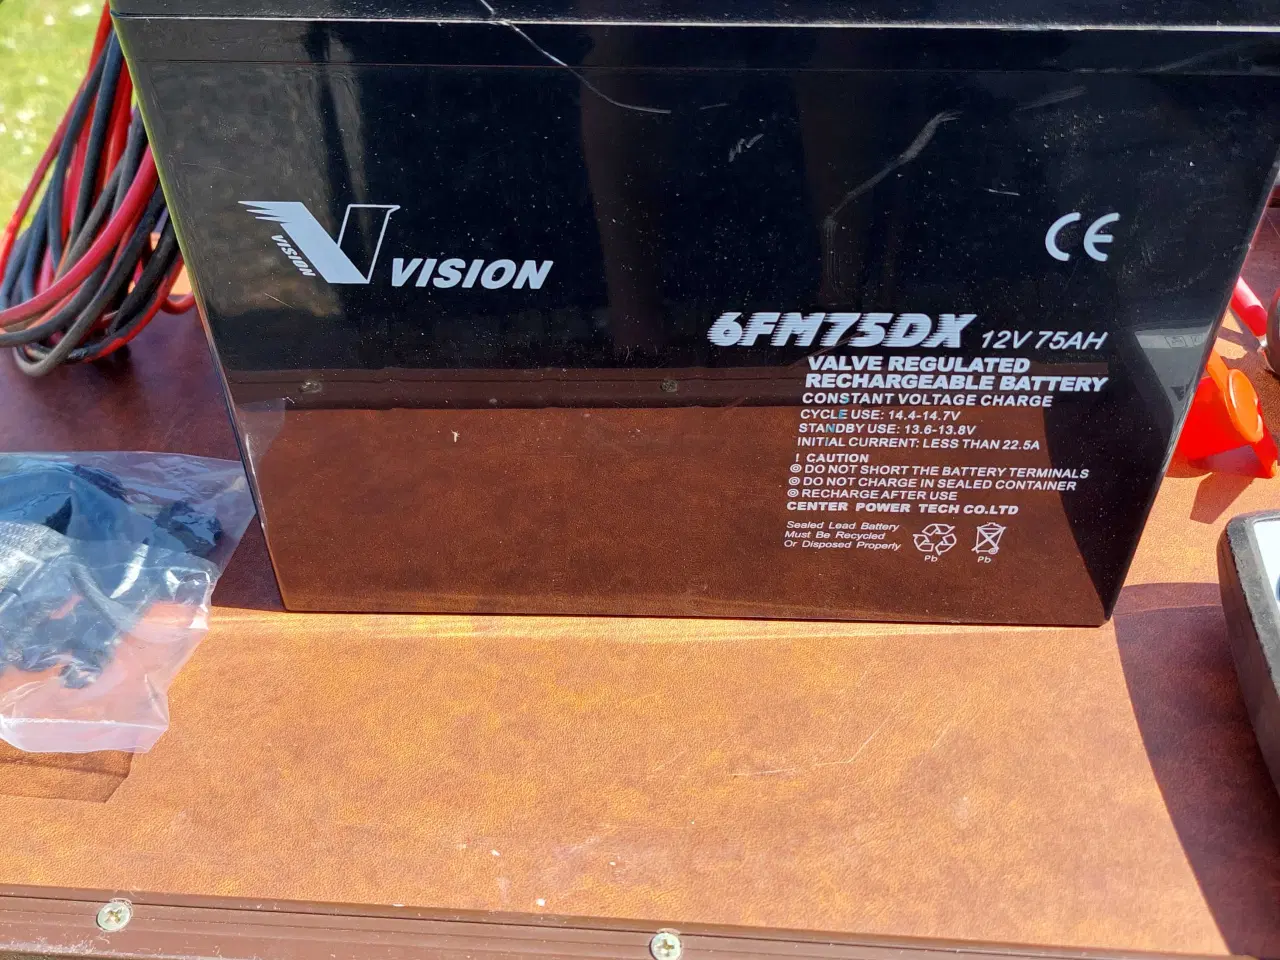 VISION
VISION
CE
6FM75DX 12V 75AH
VALVE REGULATED
RECHARGEABLE BATTERY
CONSTANT VOLTAGE CHARGE
CYCLE USE: 14.4-14.7V
STANDBY USE: 13.6-13.8V
INITIAL CURRENT: LESS THAN 22.5A
! CAUTION
DO NOT SHORT THE BATTERY TERMINALS
DO NOT CHARGE IN SEALED CONTAINER
RECHARGE AFTER USE
CENTER POWER TECH CO.LTD
Sealed Lead Battery
Must Be Recycled
Or Disposed Properly
Pb Pb